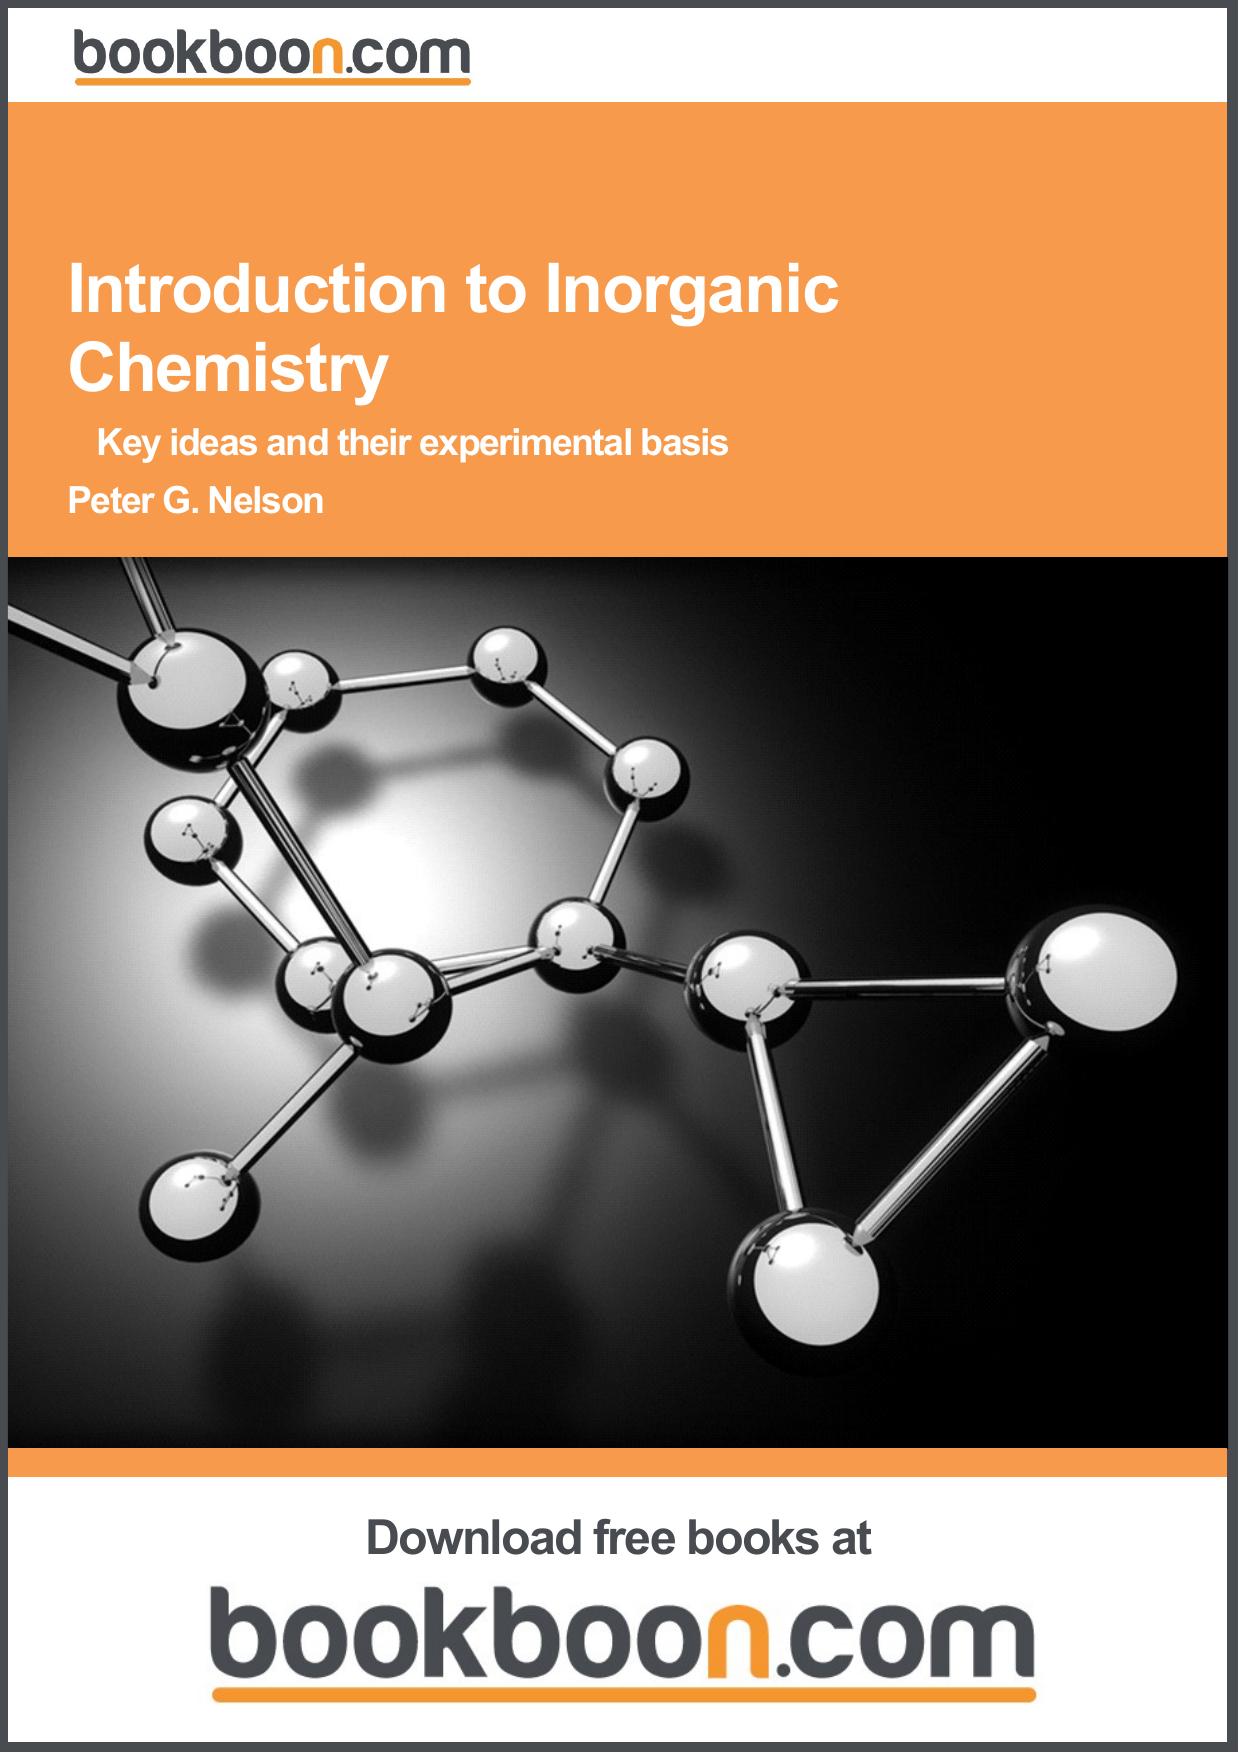 bookboon.com
Introduction to Inorganic
Chemistry
Key ideas and their experimental basis
Peter G. Nelson
Download free books at
bookboon.com